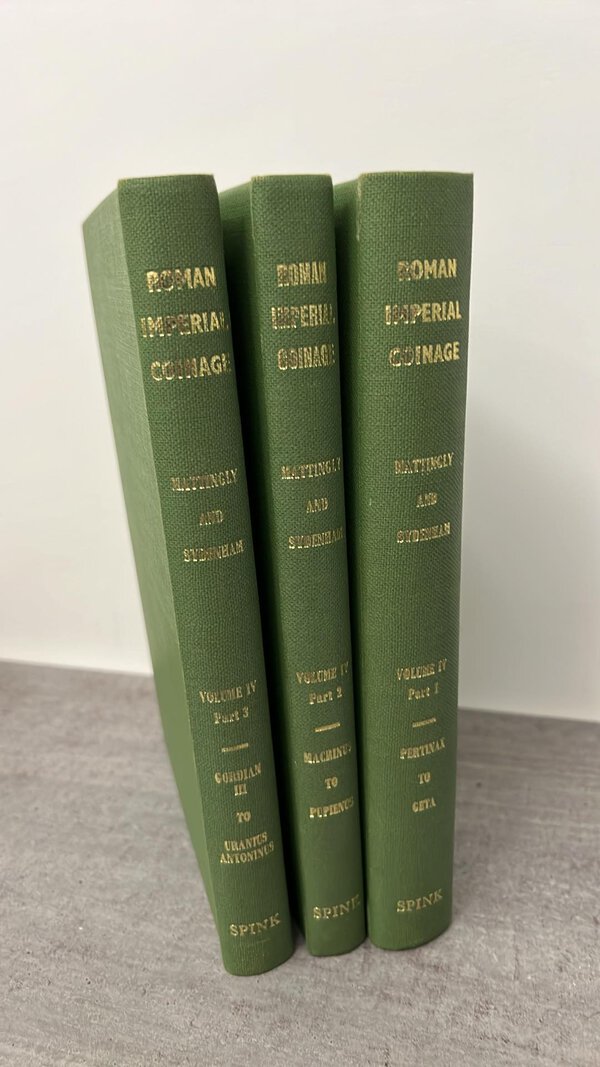 ROMAN
IMPERIAL
COINAGE
MATTINGLY
AND
SYDENHAM
VOLUME IV
Part 3
GORDIAN
III
TO
URANIUS
ANTONINUS
SPINK
ROMAN
IMPERIAL
COINAGE
MATTINGLY
AND
SYDENHAM
VOLUME IV
Part 2
MACRINUS
TO
PUPIENUS
SPINK
ROMAN
IMPERIAL
COINAGE
MATTINGLY
AND
SYDENHAM
VOLUME IV
Part 1
PERTINAX
TO
GETA
SPINK